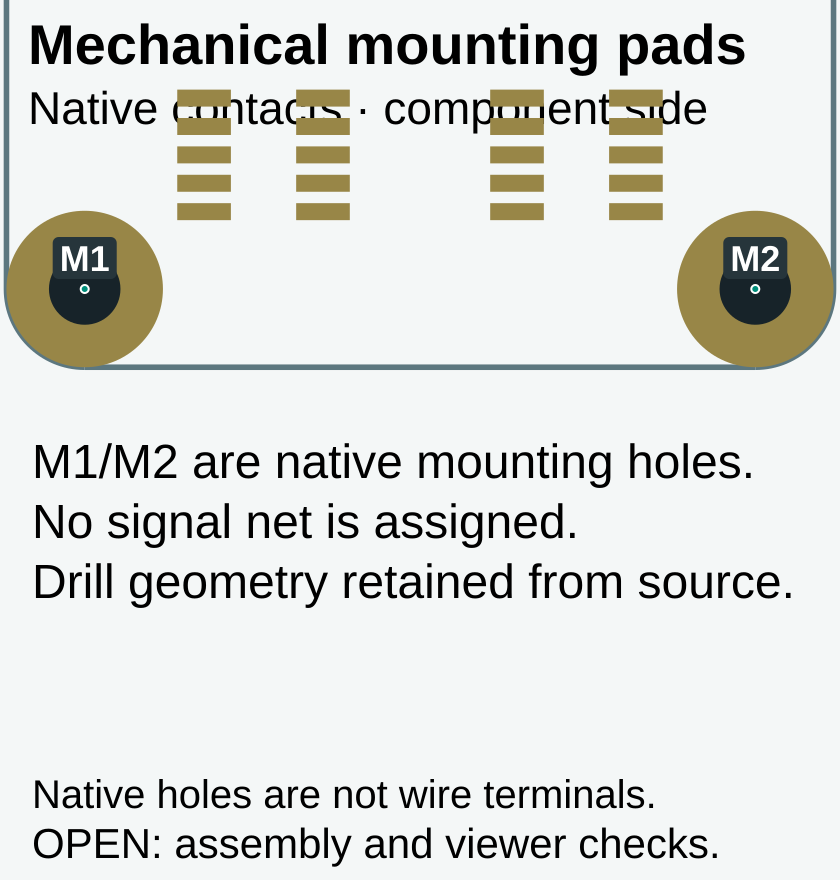 Mechanical mounting pads
Native contacts · component side
M1
M2
M1/M2 are native mounting holes.
No signal net is assigned.
Drill geometry retained from source.
Native holes are not wire terminals.
OPEN: assembly and viewer checks.